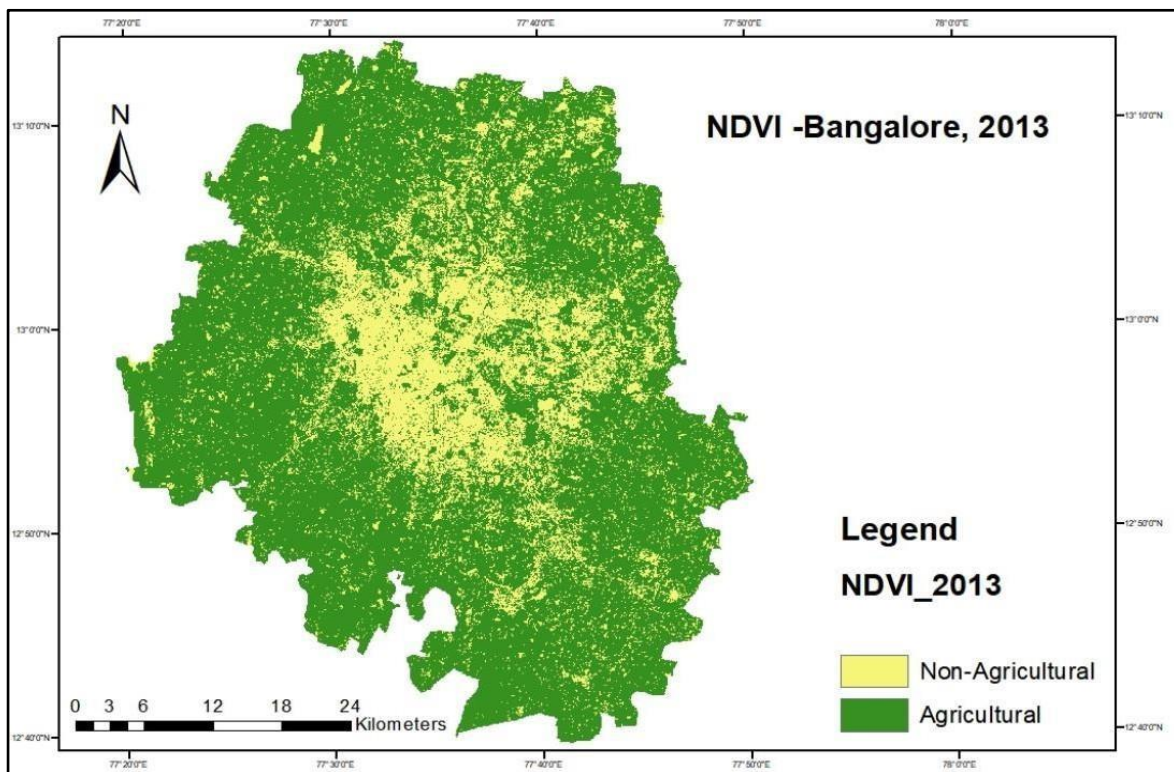 77°20'0"E 77°30'0"E 77°40'0"E 77°50'0"E 78°0'0"E
N
NDVI -Bangalore, 2013
13°10'0"N 13°10'0"N
13°0'0"N 13°0'0"N
12°50'0"N 12°50'0"N
Legend
NDVI_2013
Non-Agricultural
Agricultural
0 3 6 12 18 24
Kilometers
12°40'0"N 12°40'0"N
77°20'0"E 77°30'0"E 77°40'0"E 77°50'0"E 78°0'0"E